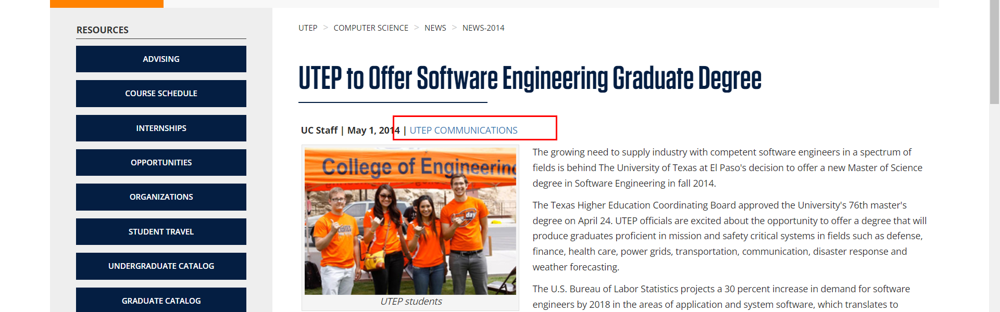 RESOURCES
ADVISING
COURSE SCHEDULE
INTERNSHIPS
OPPORTUNITIES
ORGANIZATIONS
STUDENT TRAVEL
UNDERGRADUATE CATALOG
GRADUATE CATALOG
UTEP > COMPUTER SCIENCE > NEWS > NEWS-2014
UTEP to Offer Software Engineering Graduate Degree
UC Staff | May 1, 2014 | UTEP COMMUNICATIONS
College of Engineering
day
UTEP students
The growing need to supply industry with competent software engineers in a spectrum of
fields is behind The University of Texas at El Paso's decision to offer a new Master of Science
degree in Software Engineering in fall 2014.
The Texas Higher Education Coordinating Board approved the University's 76th master's
degree on April 24. UTEP officials are excited about the opportunity to offer a degree that will
produce graduates proficient in mission and safety critical systems in fields such as defense,
finance, health care, power grids, transportation, communication, disaster response and
weather forecasting.
The U.S. Bureau of Labor Statistics projects a 30 percent increase in demand for software
engineers by 2018 in the areas of application and system software, which translates to